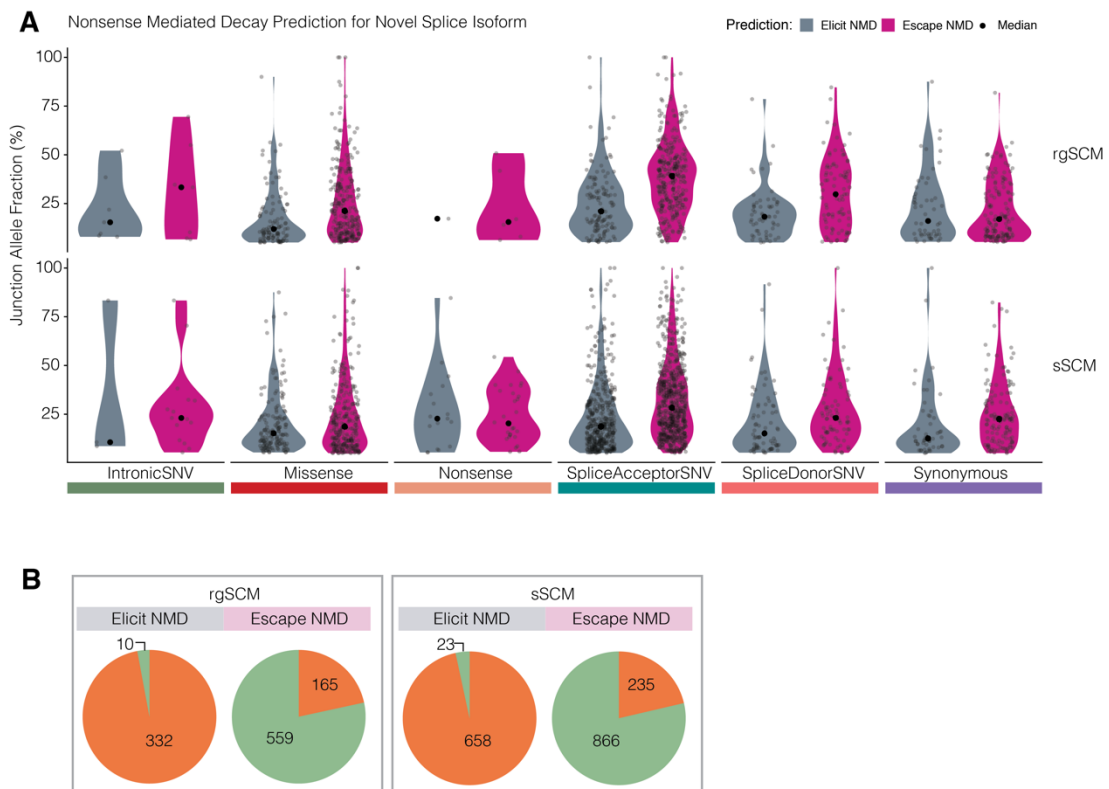 A
Nonsense Mediated Decay Prediction for Novel Splice Isoform
Prediction: Elicit NMD Escape NMD Median
Junction Allele Fraction (%)
100
75
50
25
rgSCM
100
75
50
25
sSCM
IntronicSNV Missense Nonsense SpliceAcceptorSNV SpliceDonorSNV Synonymous
B
rgSCM
Elicit NMD Escape NMD
10
332
165
559
sSCM
Elicit NMD Escape NMD
23
658
235
866